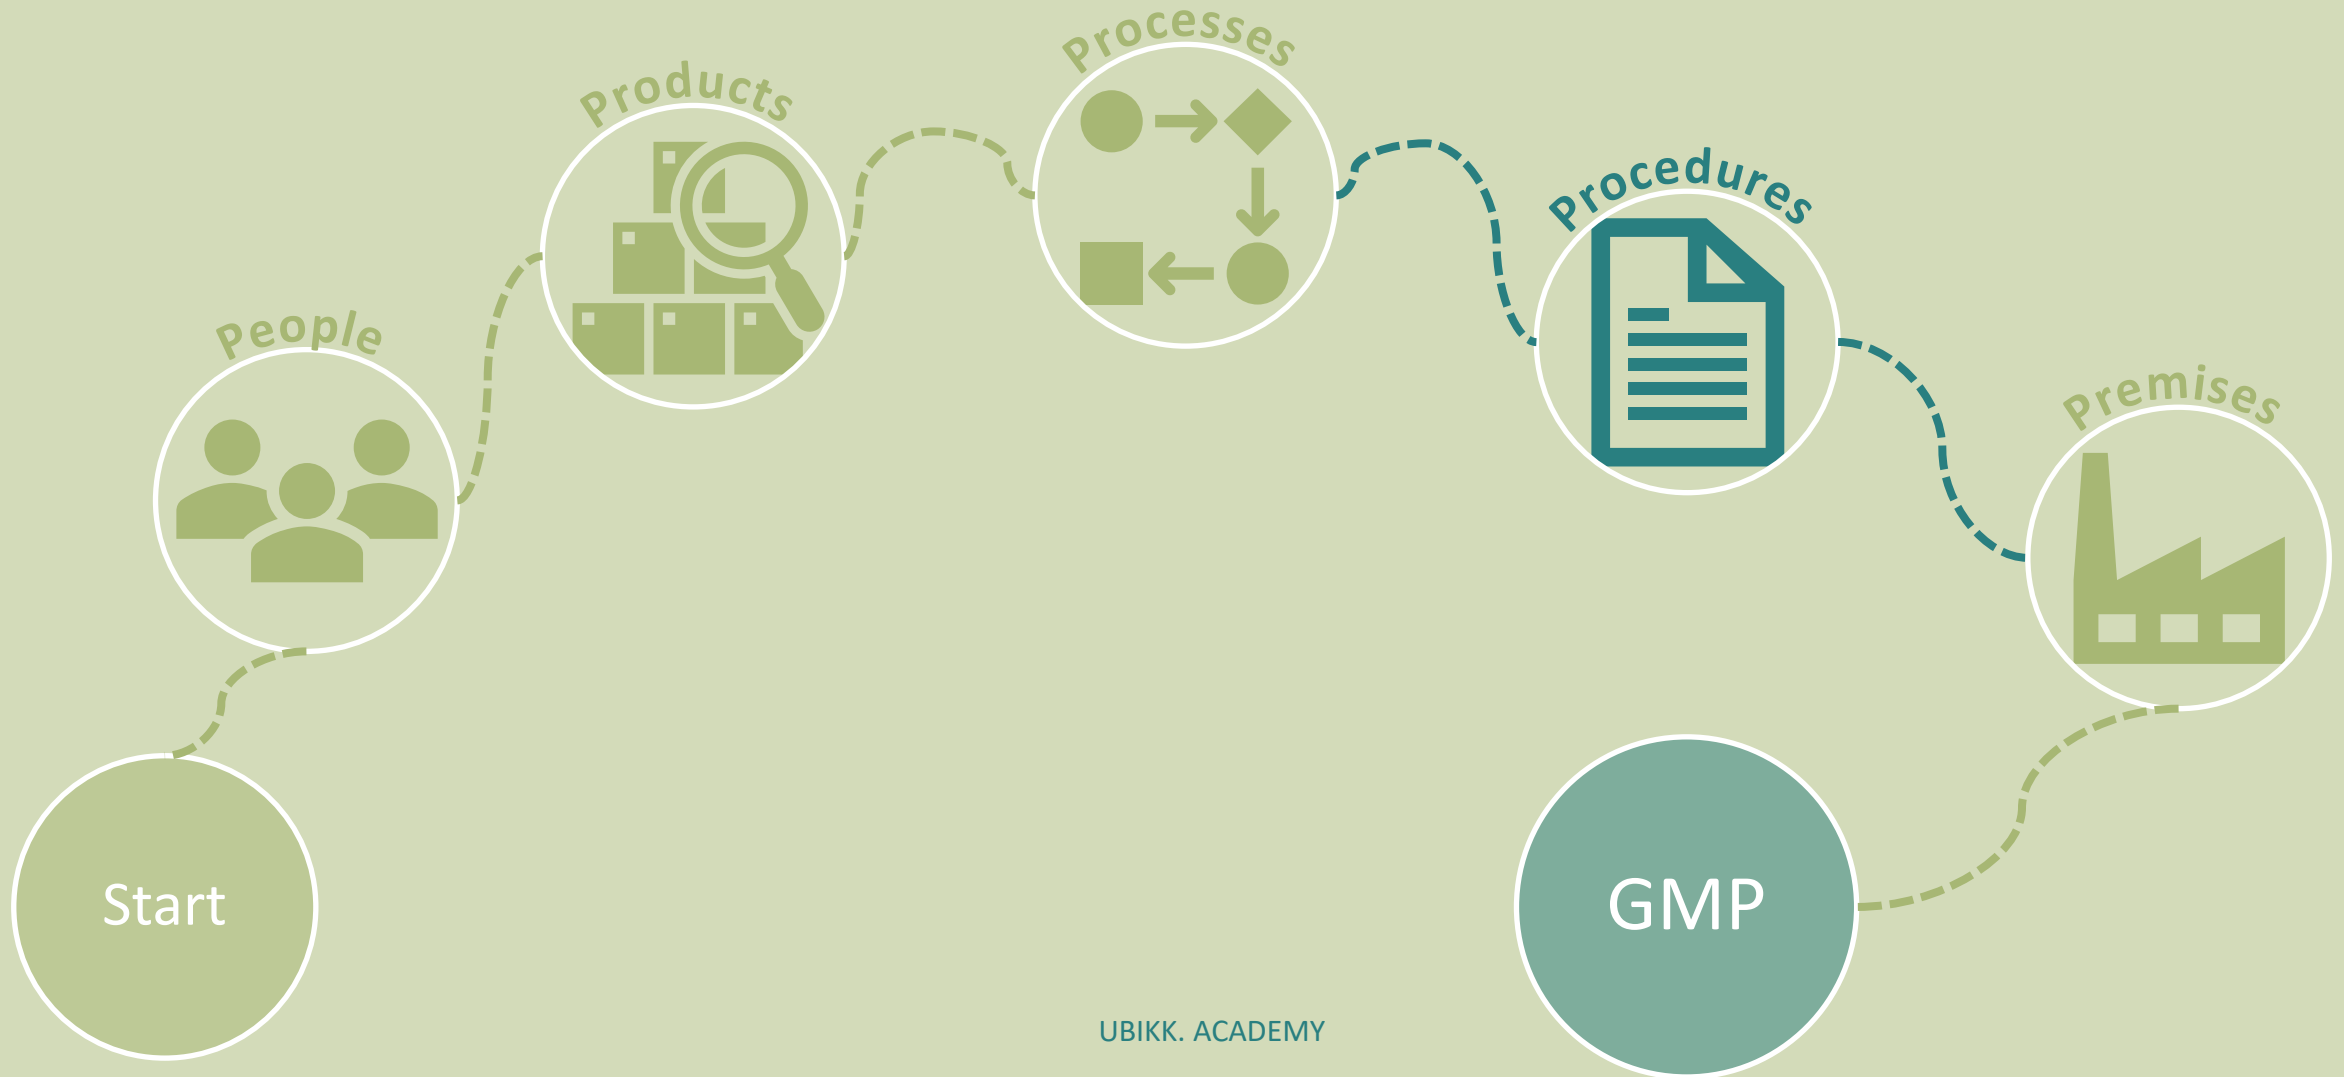 Start
People
Products
Processes
Procedures
Premises
GMP
UBIKK. ACADEMY